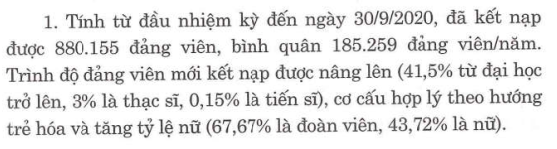 1. Tính từ đầu nhiệm kỳ đến ngày 30/9/2020, đã kết nạp
được 880.155 đảng viên, bình quân 185.259 đảng viên/năm.
Trình độ đảng viên mới kết nạp được nâng lên (41,5% từ đại học
trở lên, 3% là thạc sĩ, 0,15% là tiến sĩ), cơ cấu hợp lý theo hướng
trẻ hóa và tăng tỷ lệ nữ (67,67% là đoàn viên, 43,72% là nữ).